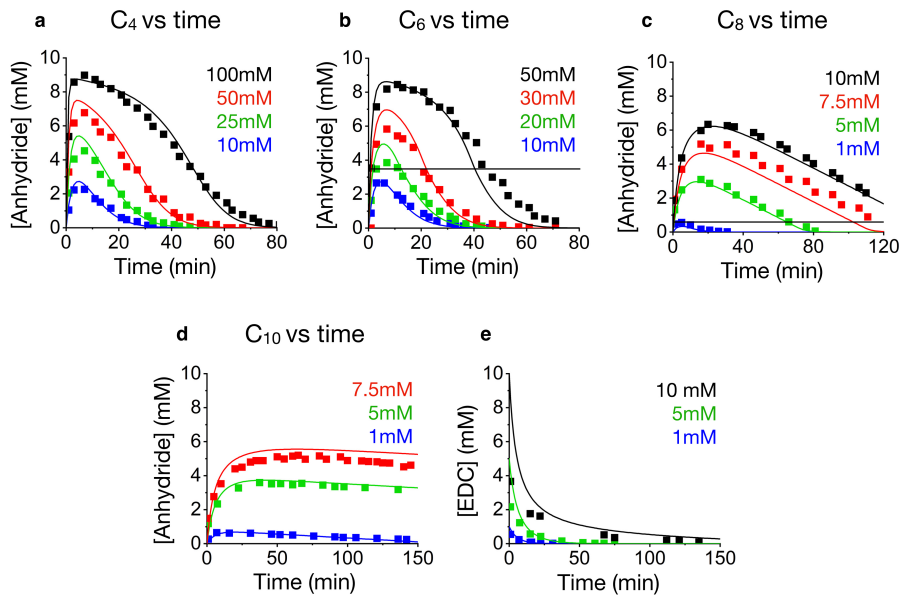 a C4 vs time
[Anhydride] (mM)
10
8
6
4
2
0
100mM
50mM
25mM
10mM
0 20 40 60 80
Time (min)
b C6 vs time
[Anhydride] (mM)
10
8
6
4
2
0
50mM
30mM
20mM
10mM
0 20 40 60 80
Time (min)
c C8 vs time
[Anhydride] (mM)
10
8
6
4
2
0
10mM
7.5mM
5mM
1mM
0 40 80 120
Time (min)
d C10 vs time
[Anhydride] (mM)
10
8
6
4
2
0
7.5mM
5mM
1mM
0 50 100 150
Time (min)
e
[EDC] (mM)
10
8
6
4
2
0
10 mM
5mM
1mM
0 50 100 150
Time (min)